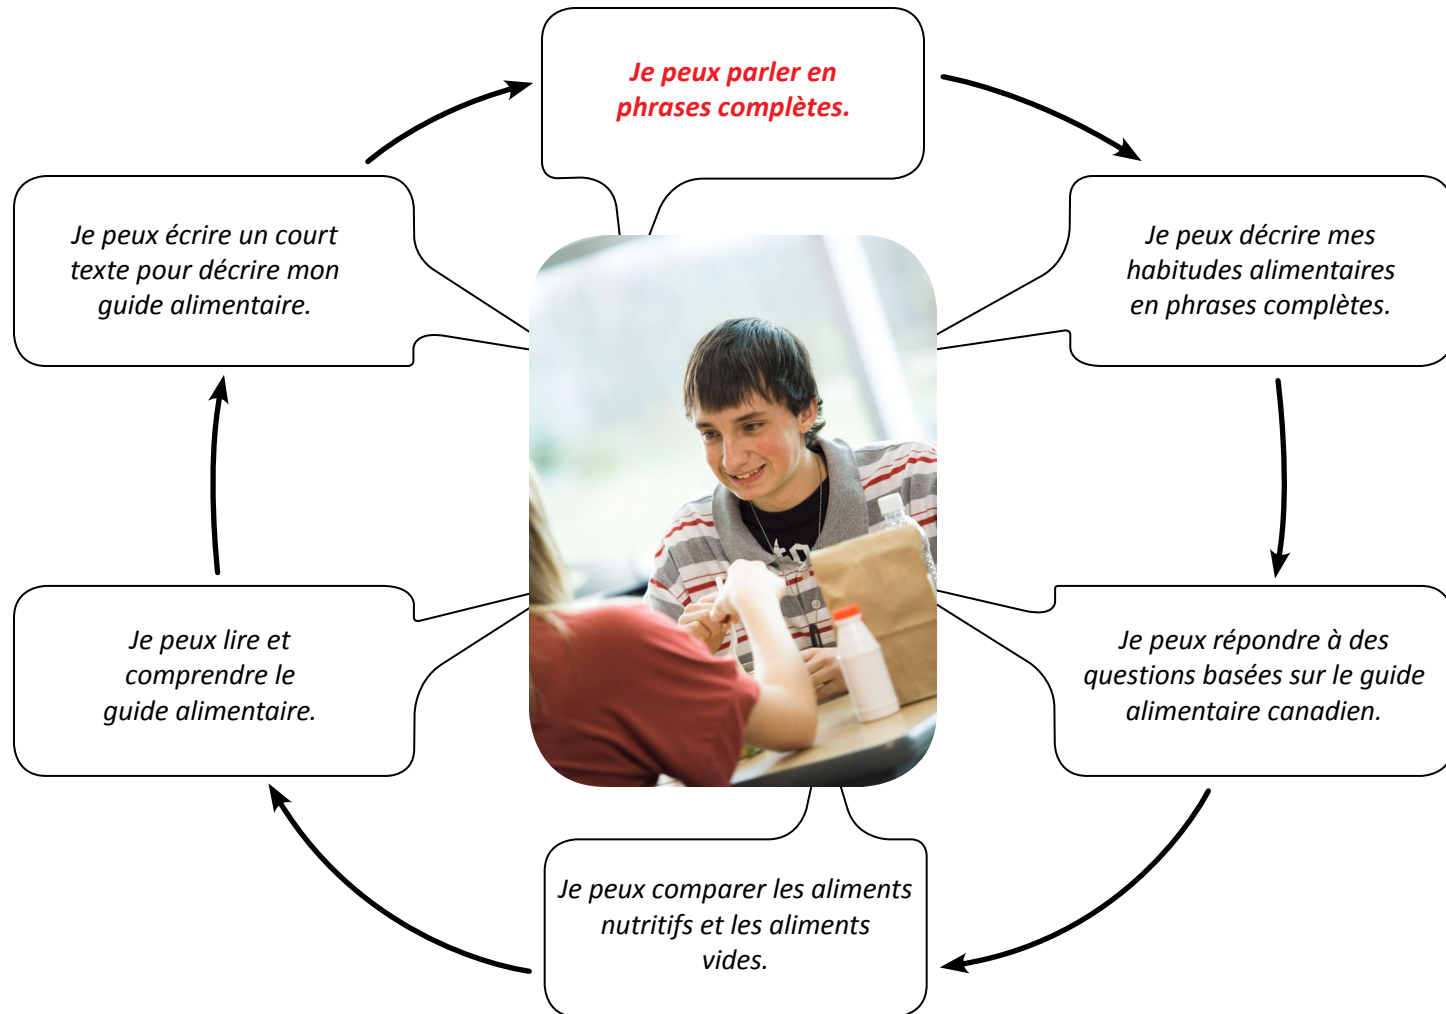 Je peux parler en
phrases complètes.
Je peux décrire mes
habitudes alimentaires
en phrases complètes.
Je peux répondre à des
questions basées sur le guide
alimentaire canadien.
Je peux comparer les aliments
nutritifs et les aliments
vides.
Je peux lire et
comprendre le
guide alimentaire.
Je peux écrire un court
texte pour décrire mon
guide alimentaire.